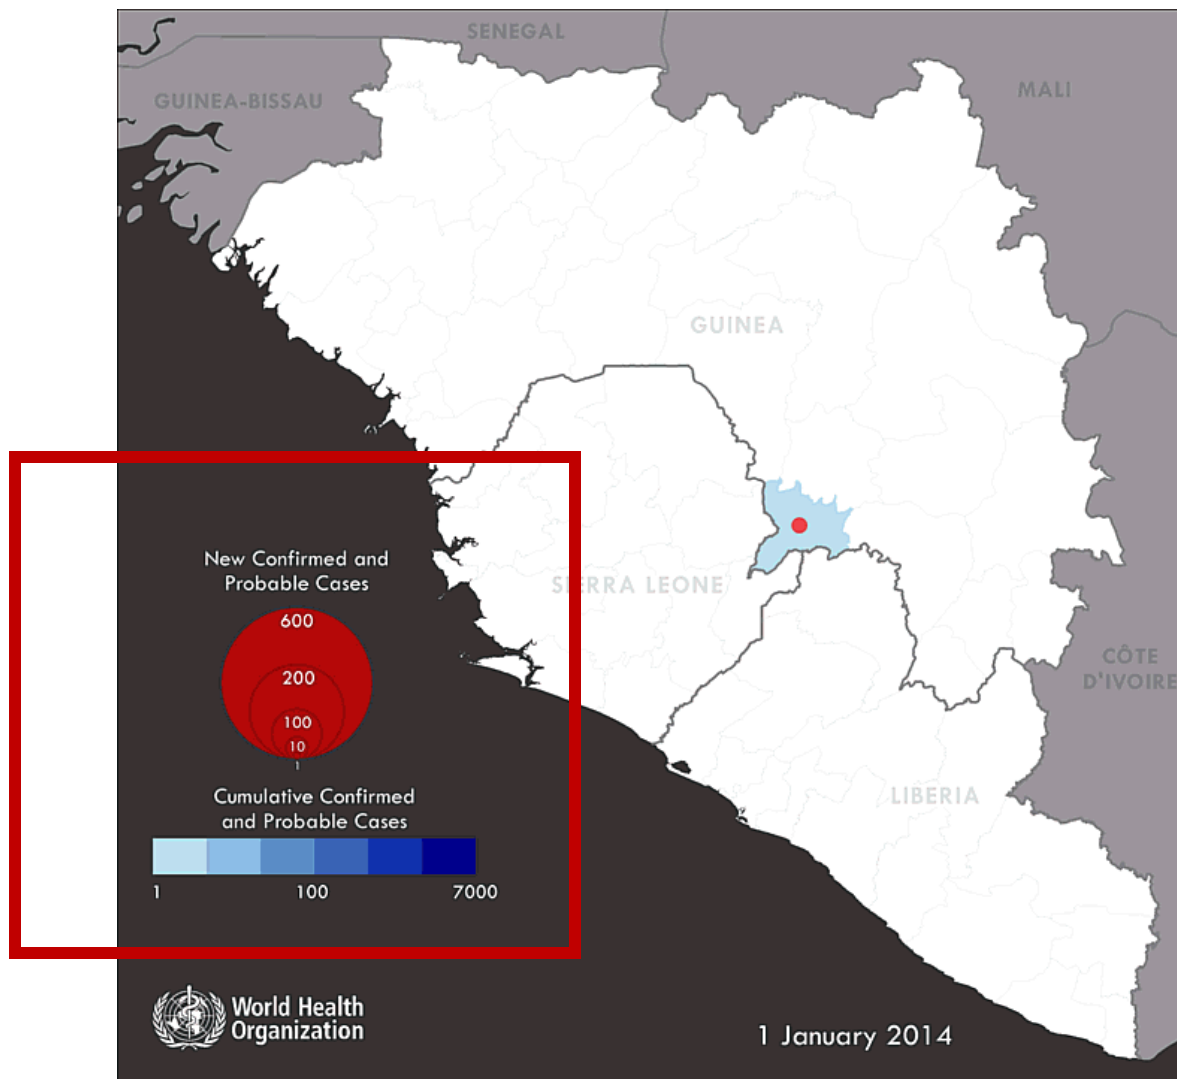 SENEGAL
GUINEA-BISSAU
MALI
GUINEA
SIERRA LEONE
CÔTE
D'IVOIRE
LIBERIA
New Confirmed and
Probable Cases
600
200
100
10
1
Cumulative Confirmed
and Probable Cases
1 100 7000
World Health
Organization
1 January 2014